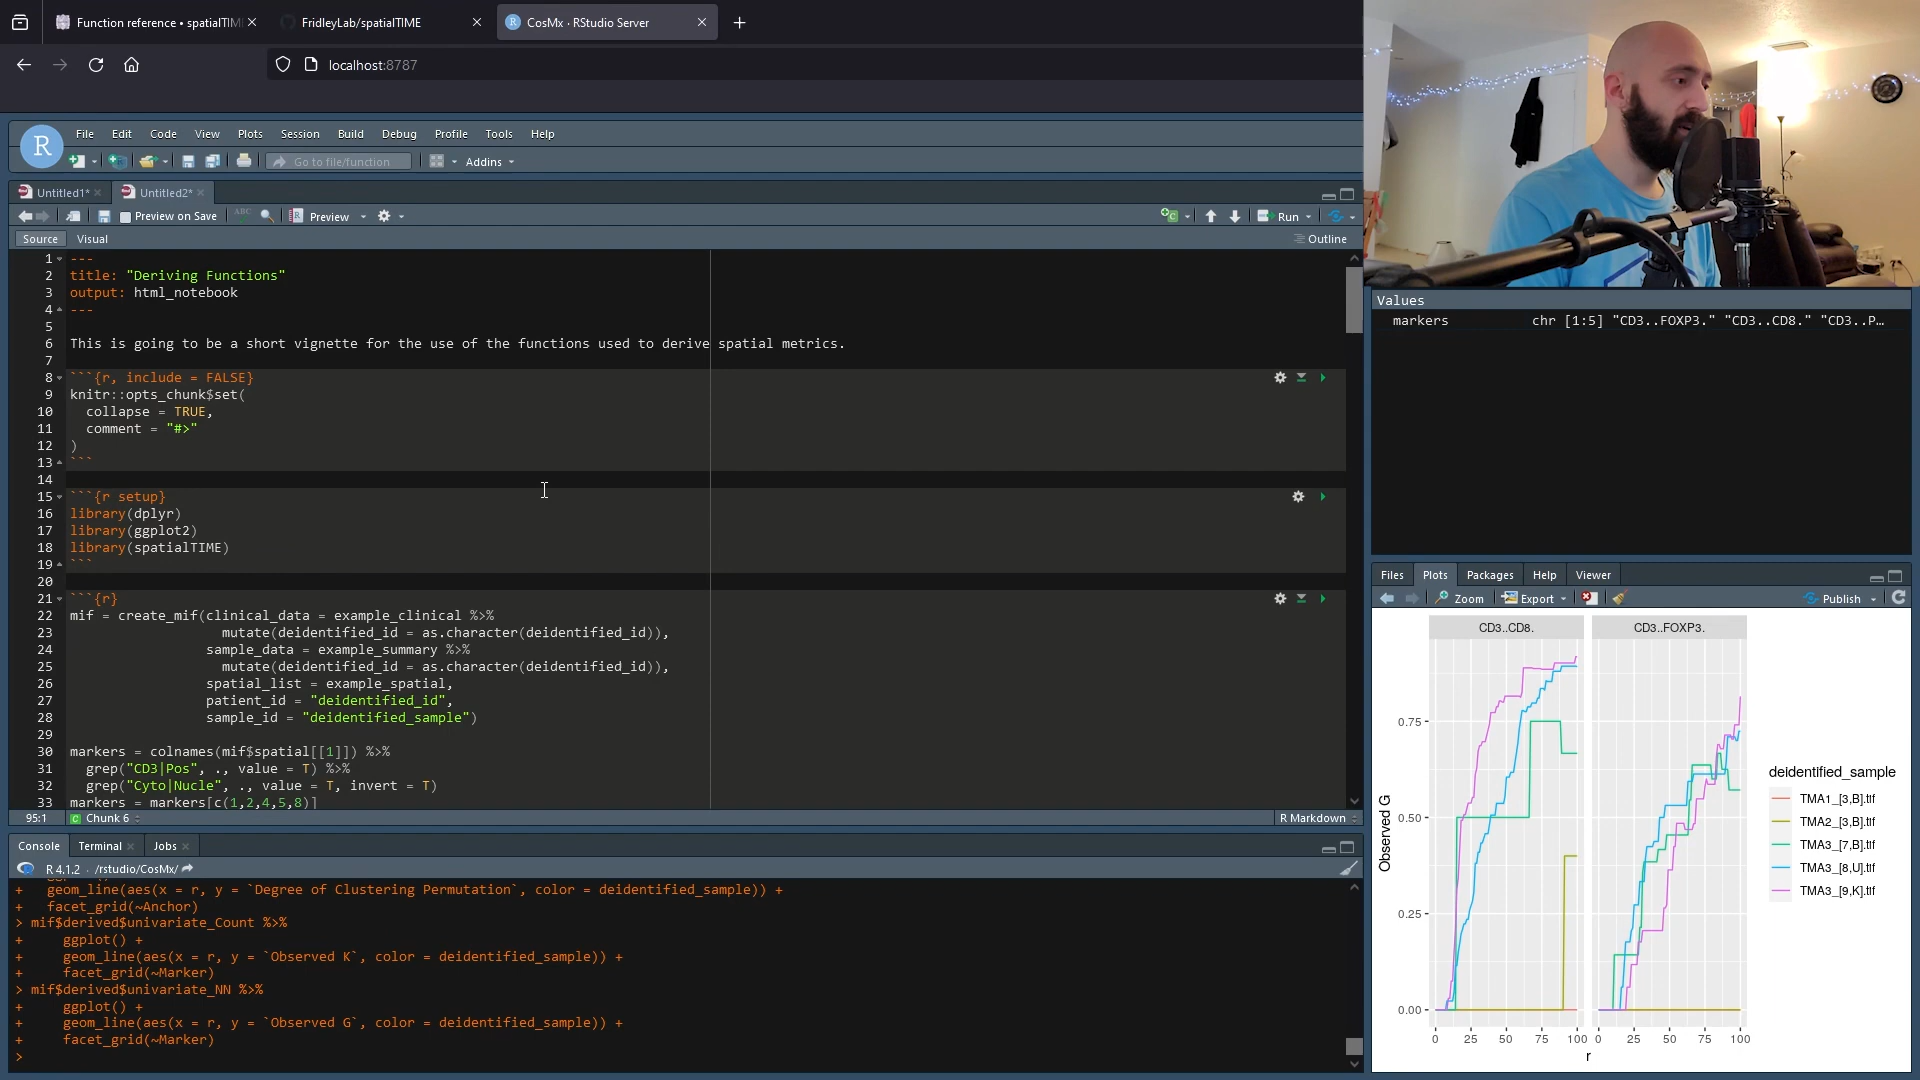 Function reference • spatialTIM
FridleyLab/spatialTIME
CosMx · RStudio Server
localhost:8787
R
File Edit Code View Plots Session Build Debug Profile Tools Help
Go to file/function
Addins
Untitled1*
Untitled2*
Preview on Save
ABC
Preview
Run
Source Visual
Outline
1 ---
2 title: "Deriving Functions"
3 output: html_notebook
4 ---
5
6 This is going to be a short vignette for the use of the functions used to derive spatial metrics.
7
8 ```{r, include = FALSE}
9 knitr::opts_chunk$set(
10 collapse = TRUE,
11 comment = "#>"
12 )
13 ```
14
15 ```{r setup}
16 library(dplyr)
17 library(ggplot2)
18 library(spatialTIME)
19 ```
20
21 ```{r}
22 mif = create_mif(clinical_data = example_clinical %>%
23 mutate(deidentified_id = as.character(deidentified_id)),
24 sample_data = example_summary %>%
25 mutate(deidentified_id = as.character(deidentified_id)),
26 spatial_list = example_spatial,
27 patient_id = "deidentified_id",
28 sample_id = "deidentified_sample")
29
30 markers = colnames(mif$spatial[[1]]) %>%
31 grep("CD3|Pos", ., value = T) %>%
32 grep("Cyto|Nucle", ., value = T, invert = T)
33 markers = markers[c(1,2,4,5,8)]
95:1 Chunk 6
R Markdown
Console Terminal Jobs
R 4.1.2 · /rstudio/CosMx/
+ geom_line(aes(x = r, y = `Degree of Clustering Permutation`, color = deidentified_sample)) +
+ facet_grid(~Anchor)
> mif$derived$univariate_Count %>%
+ ggplot() +
+ geom_line(aes(x = r, y = `Observed K`, color = deidentified_sample)) +
+ facet_grid(~Marker)
> mif$derived$univariate_NN %>%
+ ggplot() +
+ geom_line(aes(x = r, y = `Observed G`, color = deidentified_sample)) +
+ facet_grid(~Marker)
>
Values
markers chr [1:5] "CD3..FOXP3." "CD3..CD8." "CD3..P…
Files Plots Packages Help Viewer
Zoom Export Publish
CD3..CD8. CD3..FOXP3.
Observed G
0.75
0.50
0.25
0.00
0 25 50 75 100 0 25 50 75 100
r
deidentified_sample
TMA1_[3,B].tif
TMA2_[3,B].tif
TMA3_[7,B].tif
TMA3_[8,U].tif
TMA3_[9,K].tif